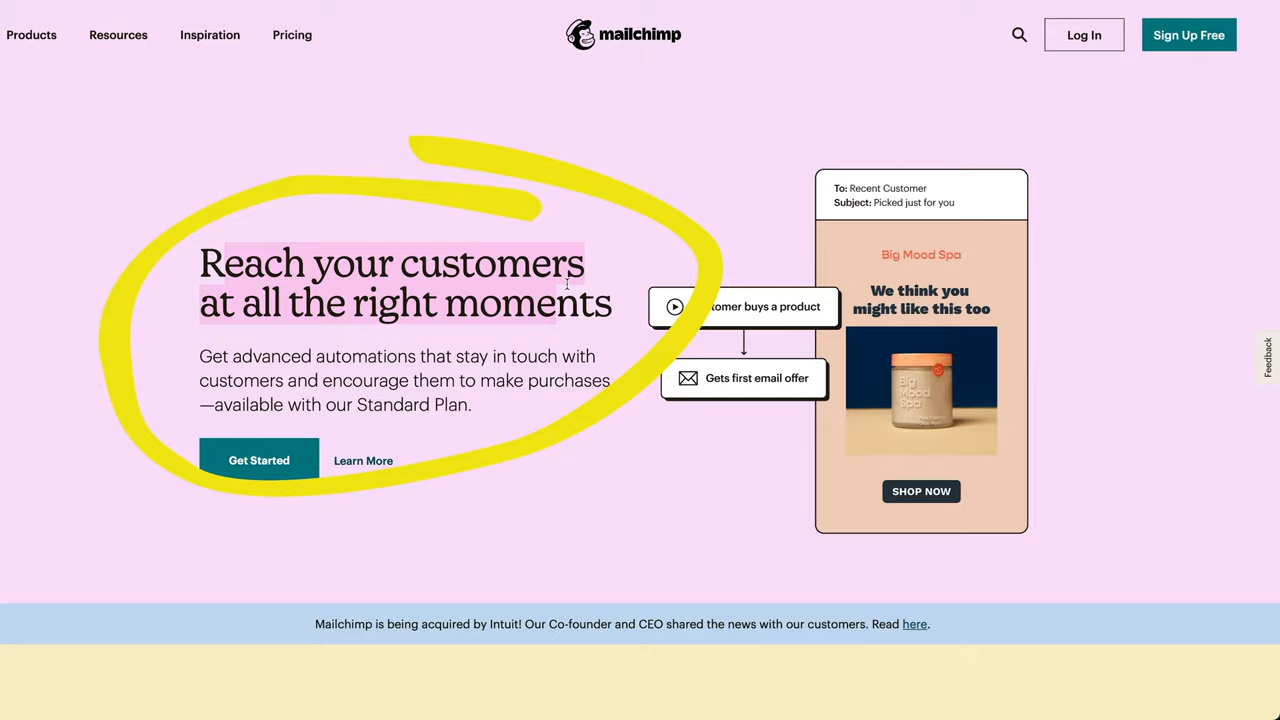 Products Resources Inspiration Pricing mailchimp Log In Sign Up Free
Reach your customers
at all the right moments
Get advanced automations that stay in touch with
customers and encourage them to make purchases
—available with our Standard Plan.
Get Started Learn More
tomer buys a product
Gets first email offer
To: Recent Customer
Subject: Picked just for you
Big Mood Spa
We think you
might like this too
Big
Mood
Spa
SHOP NOW
Feedback
Mailchimp is being acquired by Intuit! Our Co-founder and CEO shared the news with our customers. Read here.